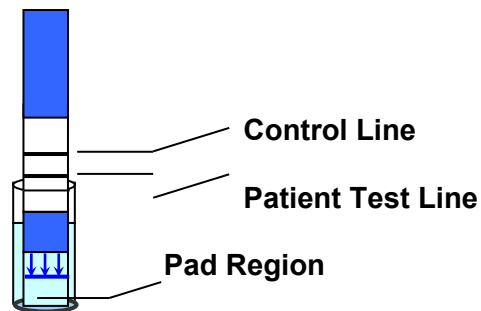 Control Line
Patient Test Line
Pad Region